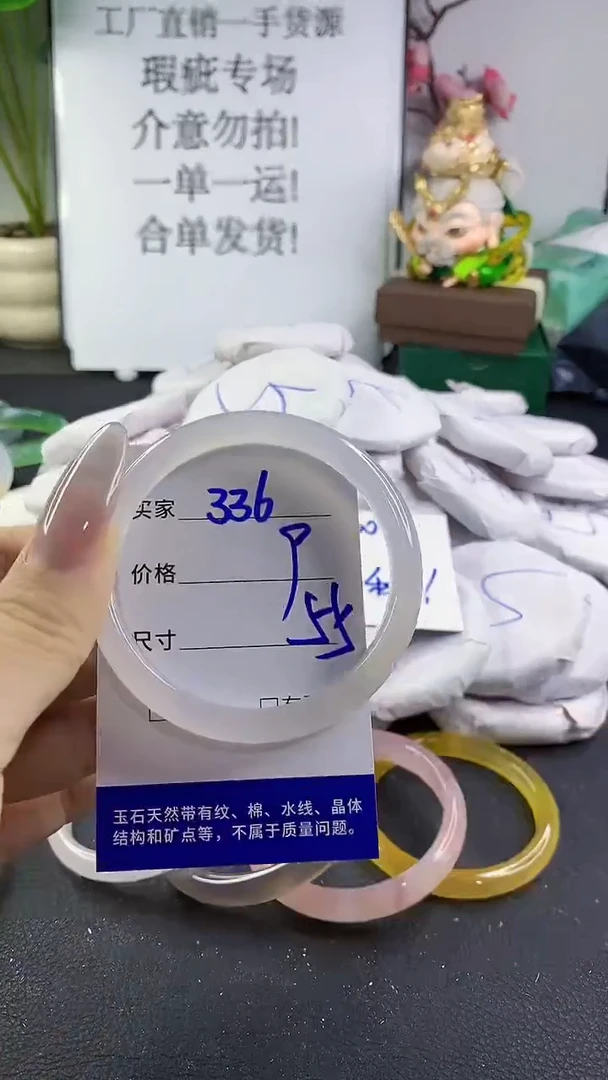 工厂直销一手货源
瑕疵专场
介意勿拍!
一单一运!
合单发货!
买家 336
价格
尺寸 55
玉石天然带有纹、棉、水线、晶体
结构和矿点等，不属于质量问题。